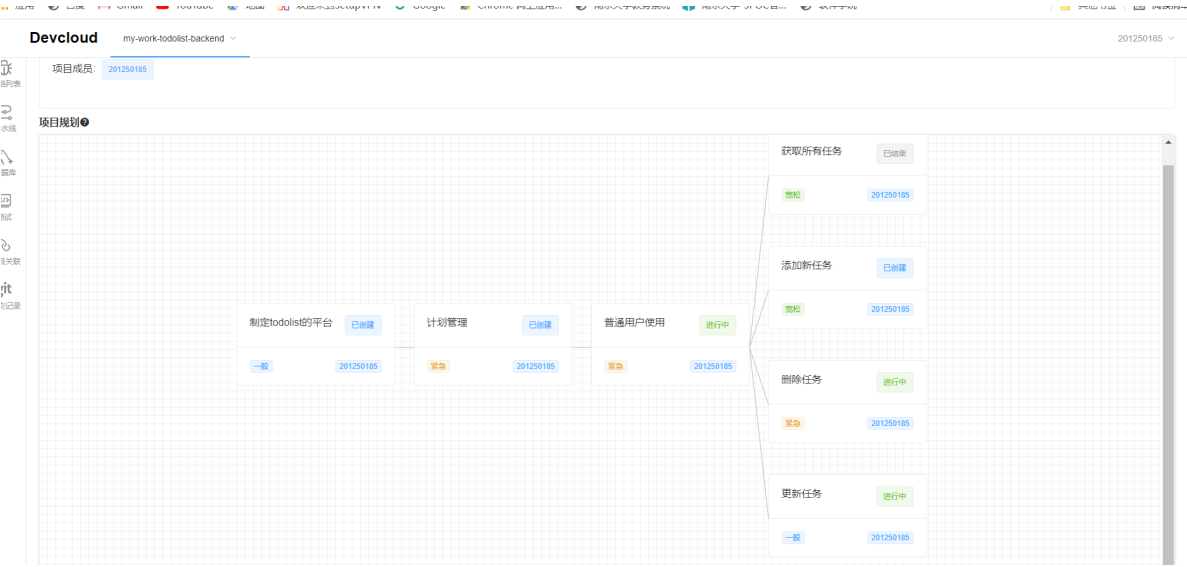 Devcloud
my-work-todolist-backend
201250185
项目成员: 201250185
项目规划
获取所有任务 已结束
宽松 201250185
添加新任务 已创建
宽松 201250185
制定todolist的平台 已创建
一般 201250185
计划管理 已创建
紧急 201250185
普通用户使用 进行中
紧急 201250185
删除任务 进行中
紧急 201250185
更新任务 进行中
一般 201250185